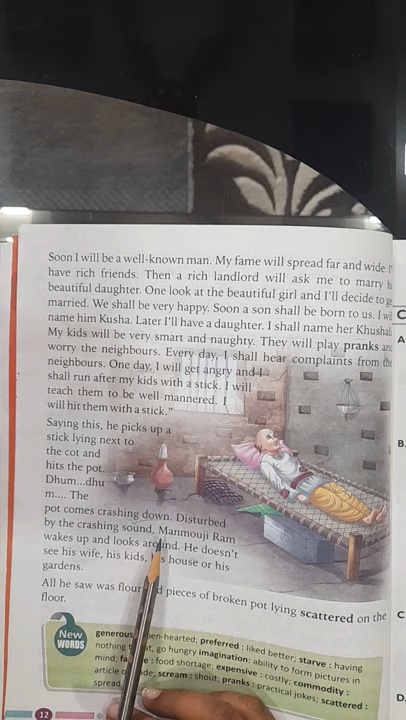 Soon I will be a well-known man. My fame will spread far and wide.
have rich friends. Then a rich landlord will ask me to marry
beautiful daughter. One look at the beautiful girl and I'll decide to
married. We shall be very happy. Soon a son shall be born to us. I
name him Kusha. Later I'll have a daughter. I shall name her
My kids will be very smart and naughty. They will play pranks and
worry the neighbours. Every day, I shall hear complaints from the
neighbours. One day, I will get angry and I
shall run after my kids with a stick. I will
teach them to be well mannered. I
will hit them with a stick."
Saying this, he picks up a
stick lying next to
the cot and
hits the pot.
Dhum...dhu
m.... The
pot comes crashing down. Disturbed
by the crashing sound, Manmouji Ram
wakes up and looks around. He doesn't
see his wife, his kids, house or his
gardens.
All he saw was pieces of broken pot lying scattered on the
floor.
New
WORDS
generous : preferred : liked better; starve : having
nothing go hungry imagination: ability to form pictures in
mind; : food shortage; expensive : costly; commodity :
article scream : shout; pranks : practical jokes; scattered :
spread
12
C
A
B.
C
D.